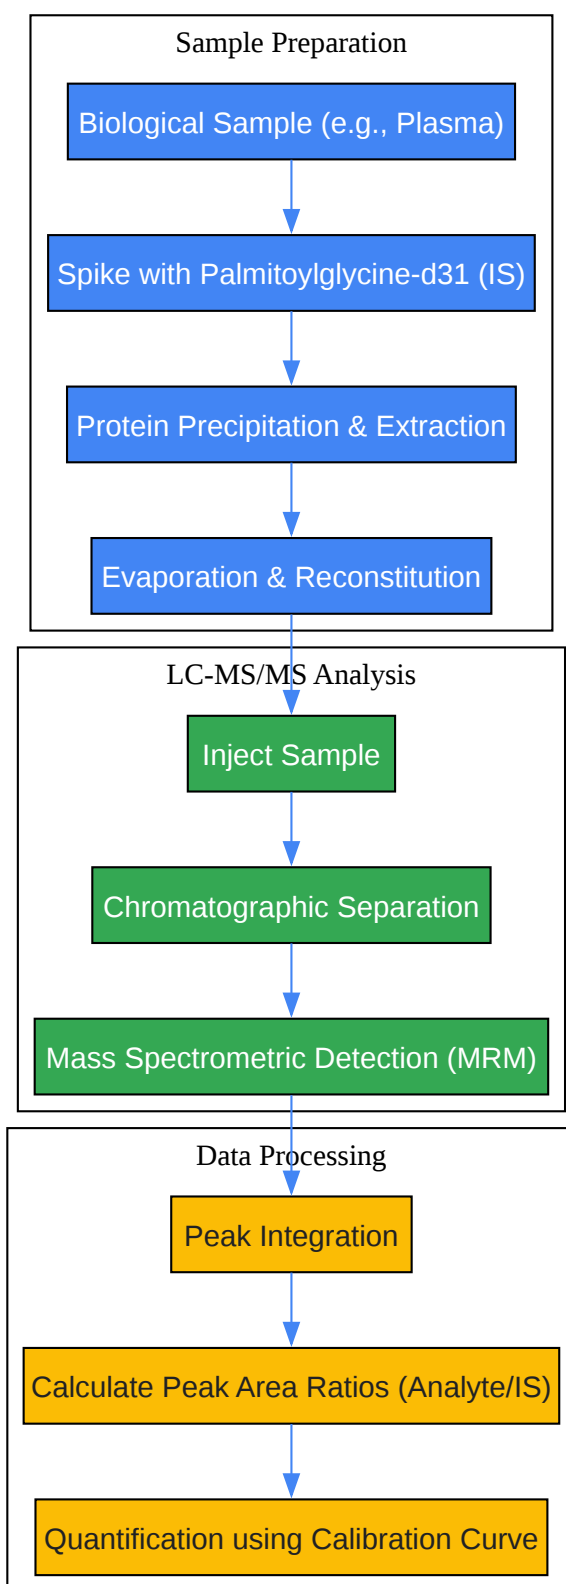 Sample Preparation
Biological Sample (e.g., Plasma)
Spike with Palmitoylglycine-d31 (IS)
Protein Precipitation & Extraction
Evaporation & Reconstitution
LC-MS/MS Analysis
Inject Sample
Chromatographic Separation
Mass Spectrometric Detection (MRM)
Data Processing
Peak Integration
Calculate Peak Area Ratios (Analyte/IS)
Quantification using Calibration Curve